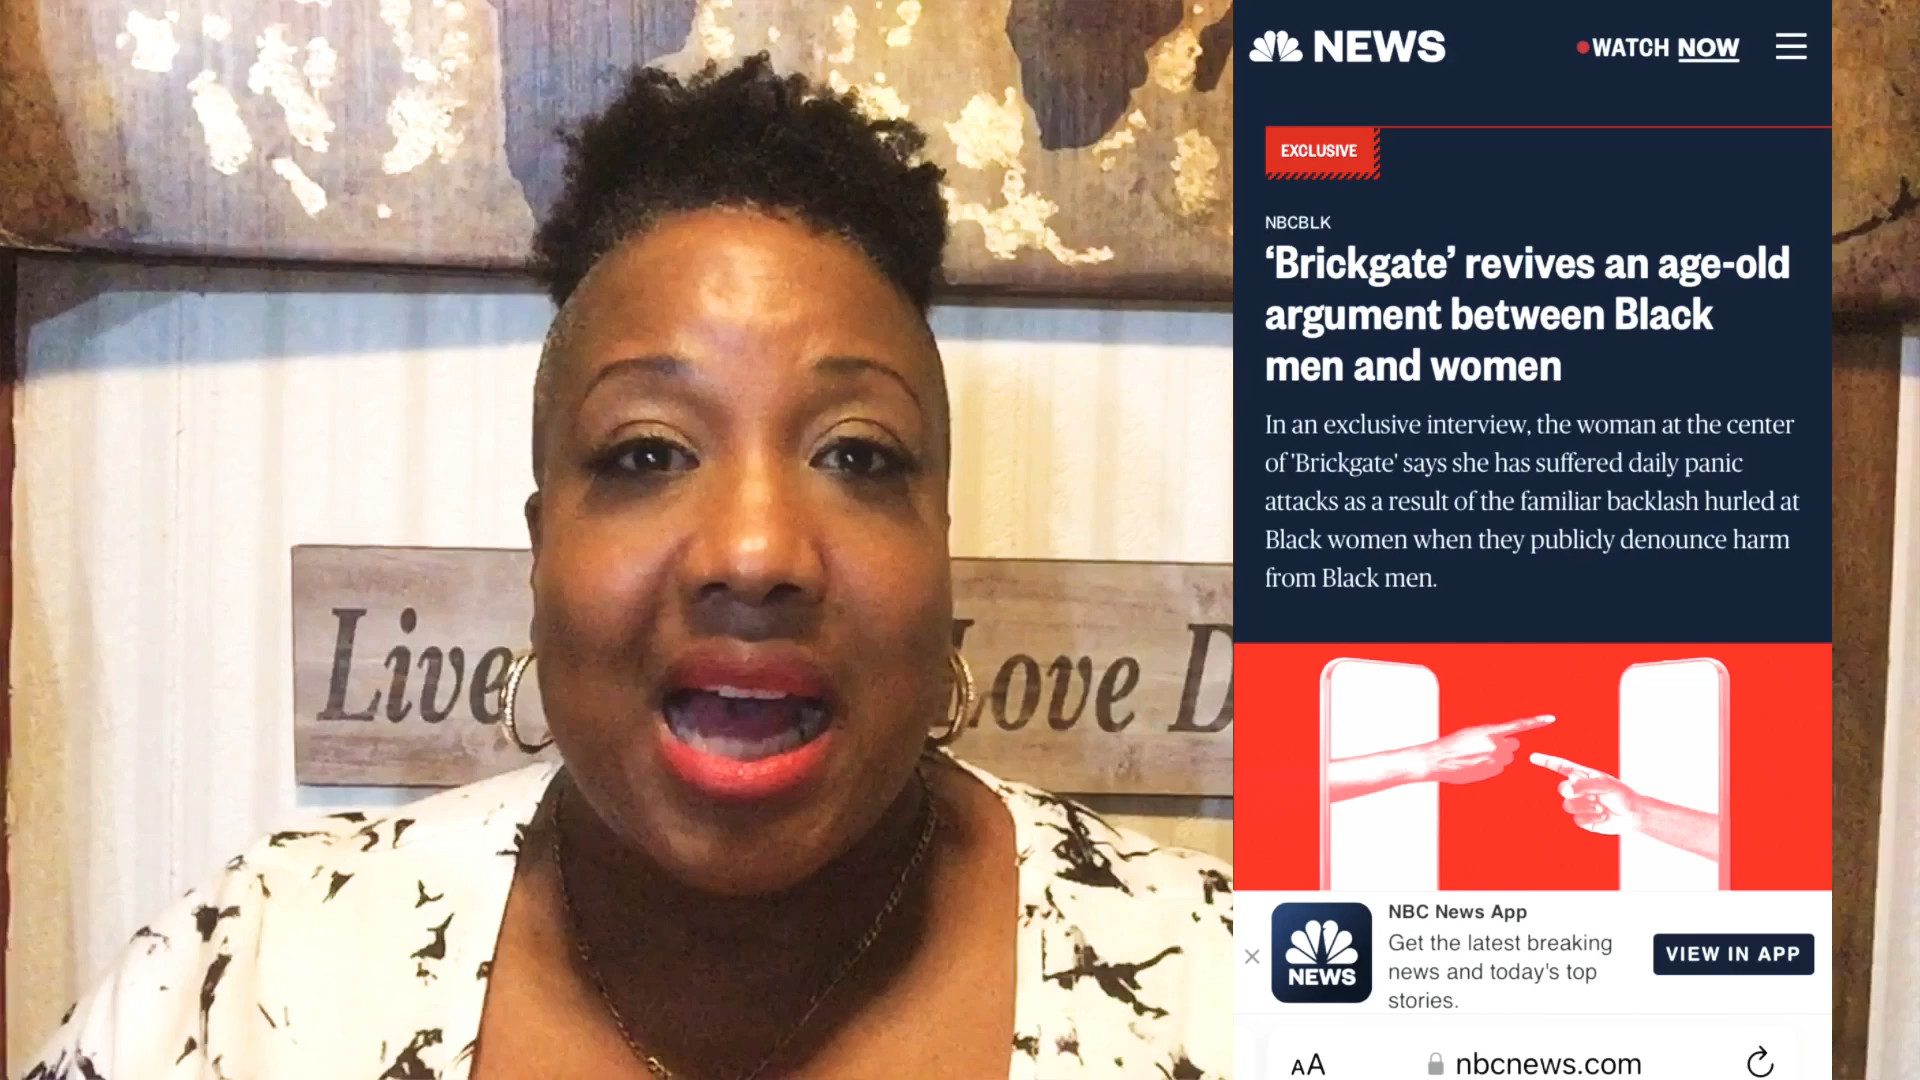 Live
Love D
NEWS
WATCH NOW
EXCLUSIVE
NBCBLK
‘Brickgate’ revives an age-old
argument between Black
men and women
In an exclusive interview, the woman at the center
of 'Brickgate' says she has suffered daily panic
attacks as a result of the familiar backlash hurled at
Black women when they publicly denounce harm
from Black men.
NEWS
NBC News App
Get the latest breaking
news and today's top
stories.
VIEW IN APP
AA
nbcnews.com